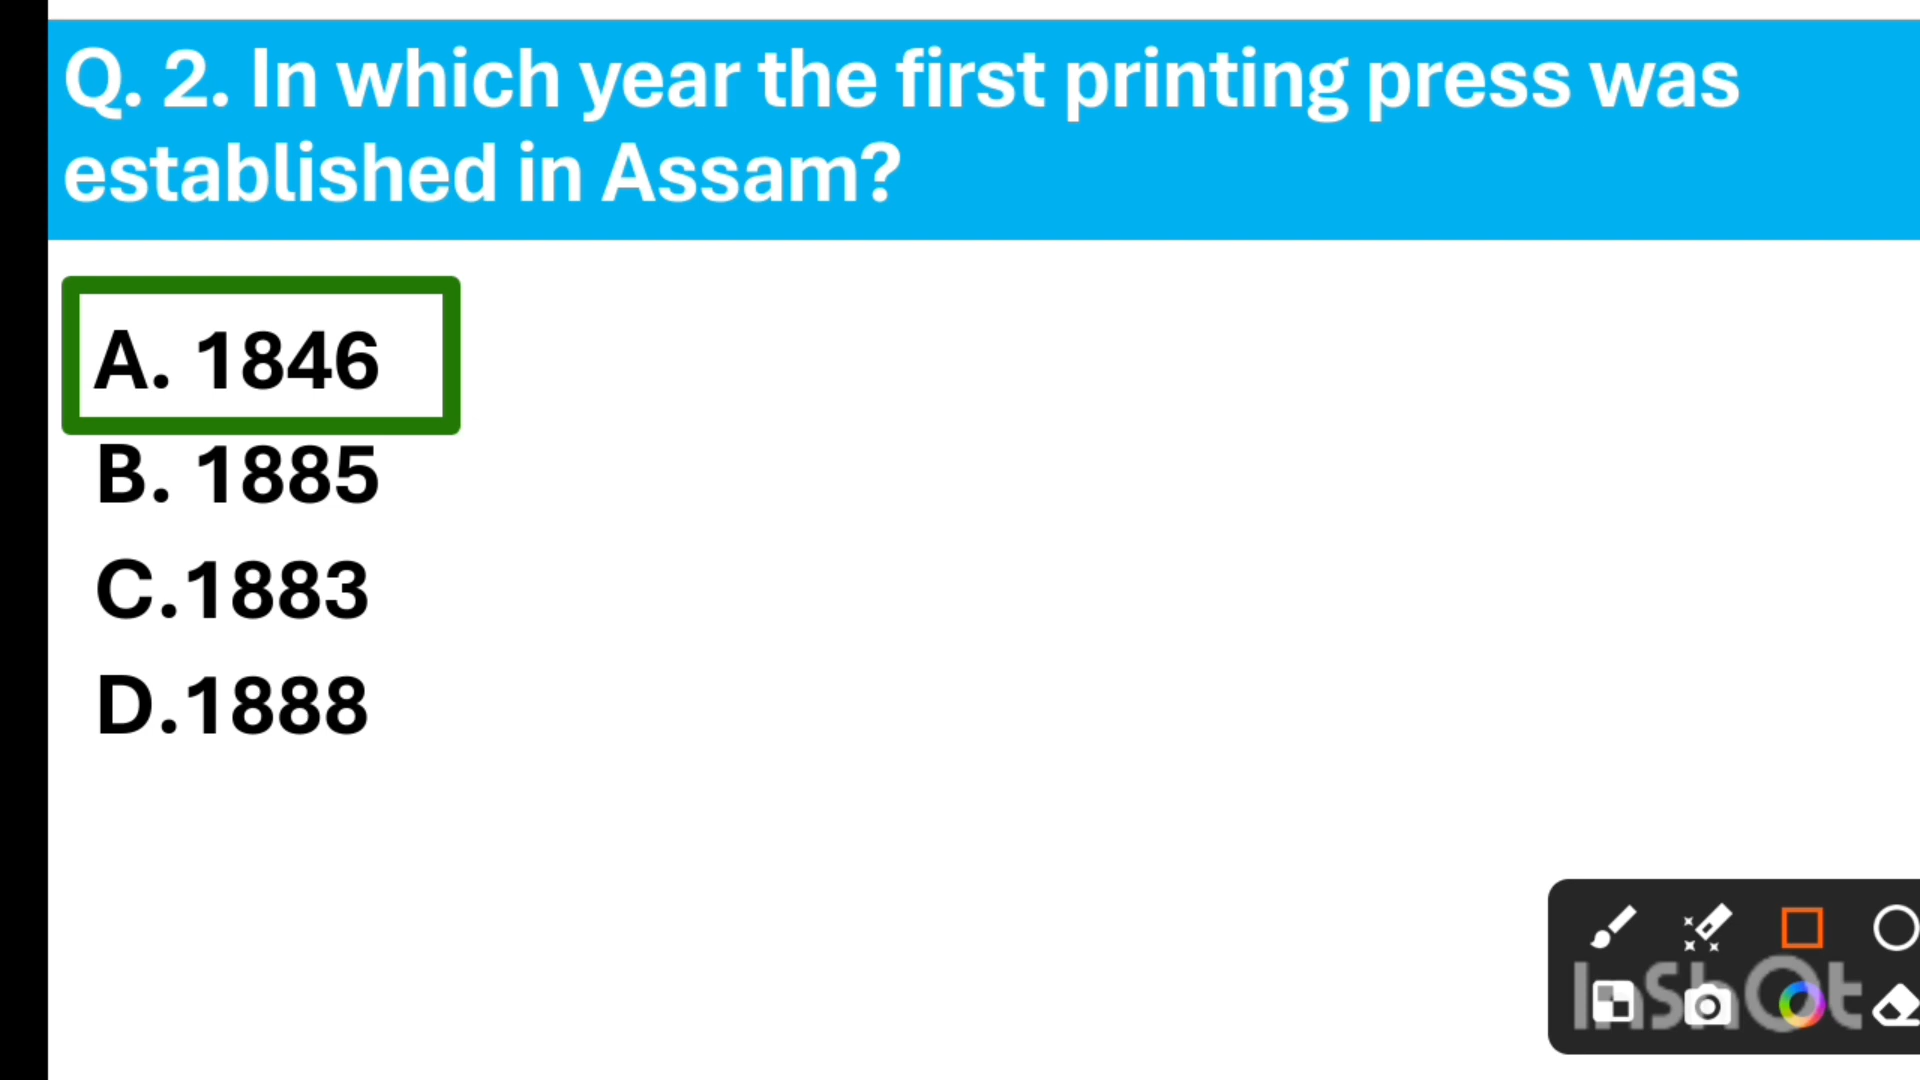 Q. 2. In which year the first printing press was
established in Assam?
A. 1846
B. 1885
C.1883
D.1888
InShOt